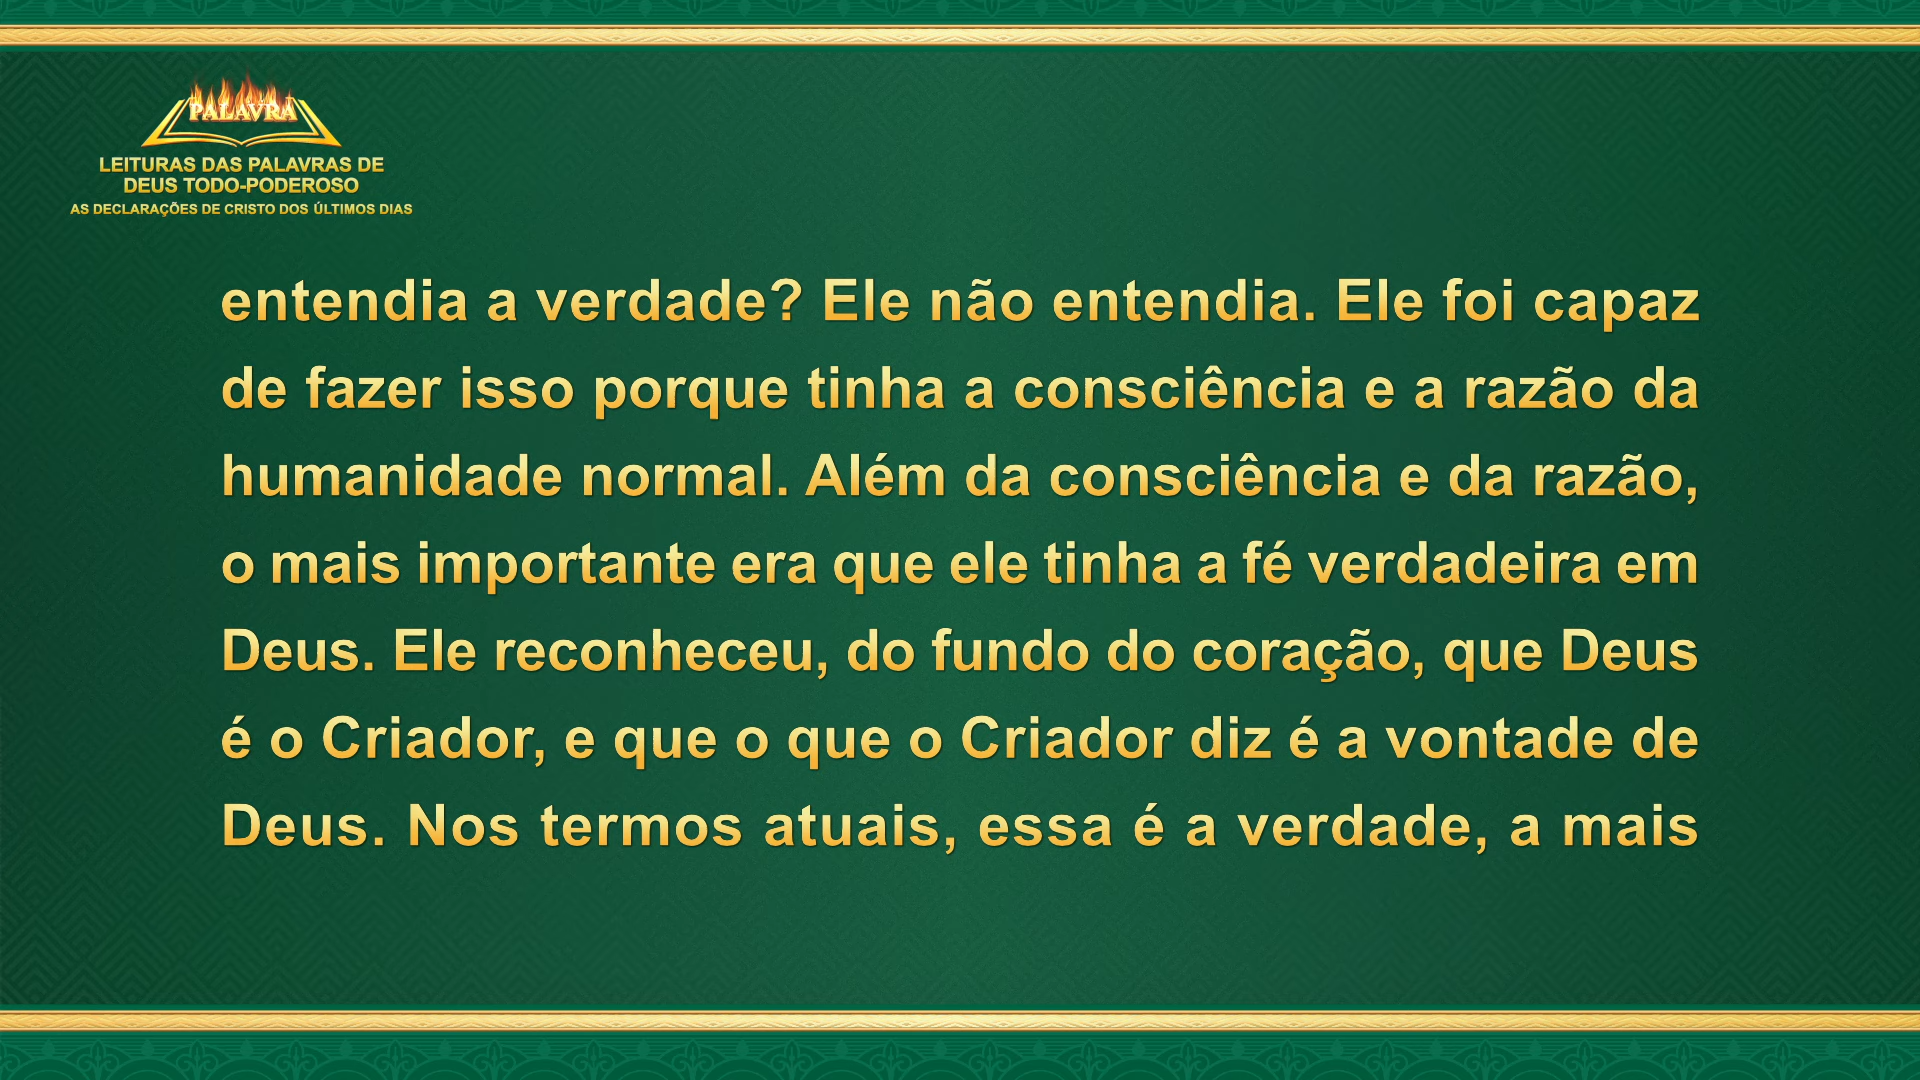 PALAVRA
LEITURAS DAS PALAVRAS DE
DEUS TODO-PODEROSO
AS DECLARAÇÕES DE CRISTO DOS ÚLTIMOS DIAS
entendia a verdade? Ele não entendia. Ele foi capaz
de fazer isso porque tinha a consciência e a razão da
humanidade normal. Além da consciência e da razão,
o mais importante era que ele tinha a fé verdadeira em
Deus. Ele reconheceu, do fundo do coração, que Deus
é o Criador, e que o que o Criador diz é a vontade de
Deus. Nos termos atuais, essa é a verdade, a mais